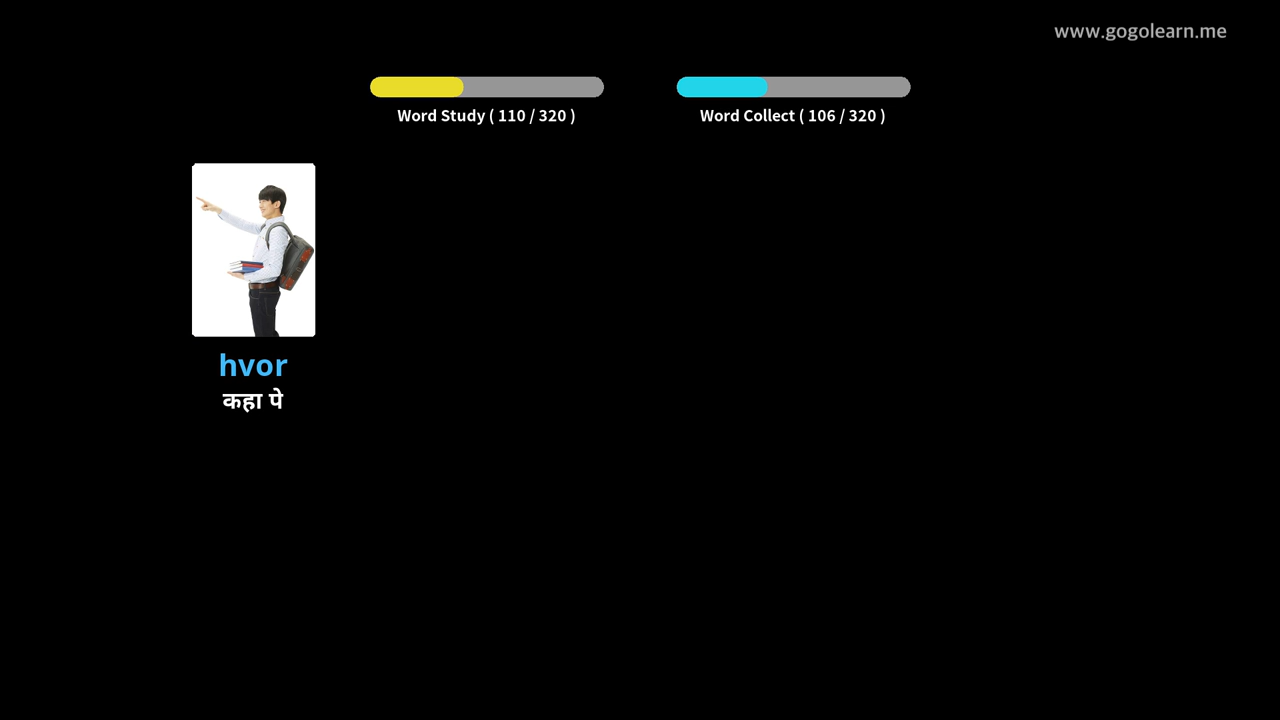 www.gogolearn.me
Word Study ( 110 / 320 )
Word Collect ( 106 / 320 )
hvor
कहा पे